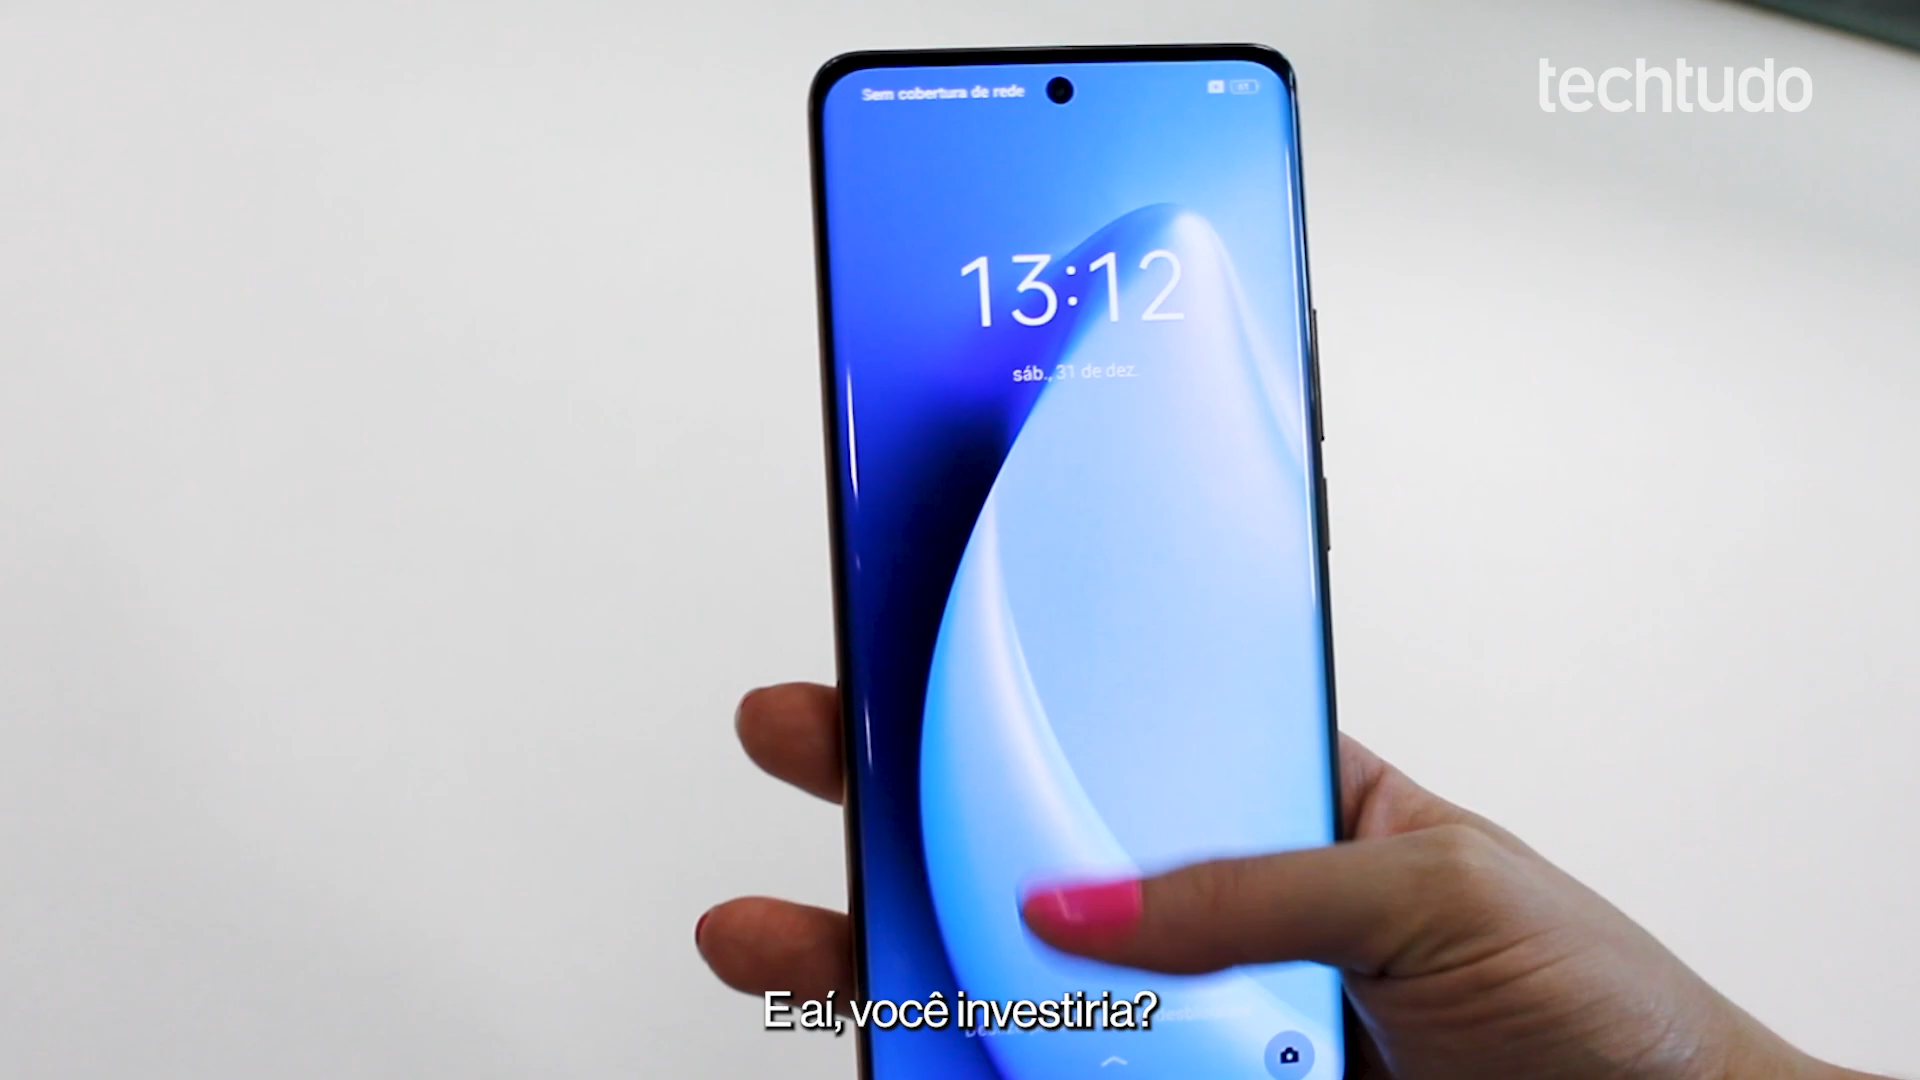 techtudo
Sem cobertura de rede
13:12
sáb., 31 de dez.
E aí, você investiria?